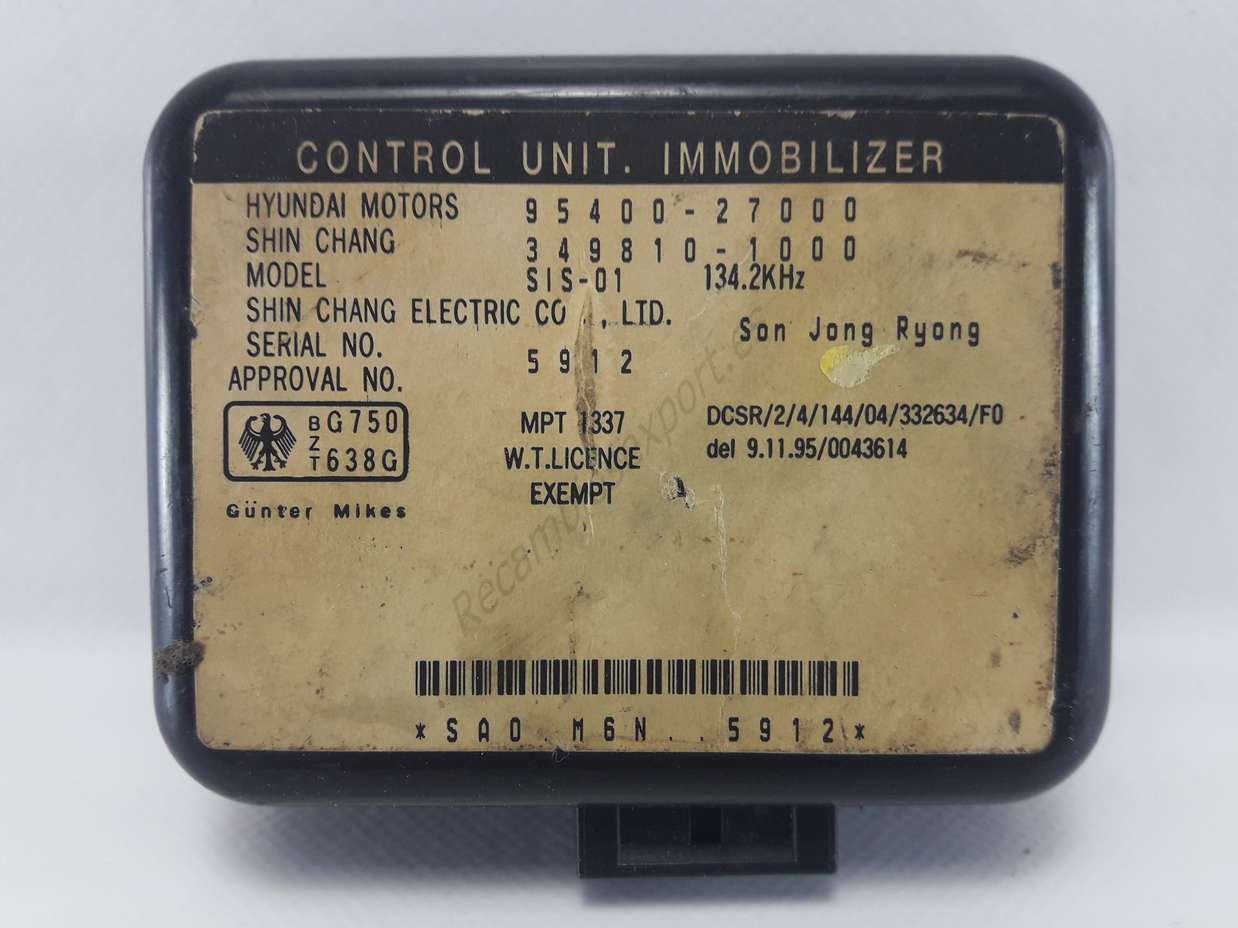 CONTROL UNIT. IMMOBILIZER
HYUNDAI MOTORS 95400-27000
SHIN CHANG 349810-1000
MODEL SIS-01 134.2KHz
SHIN CHANG ELECTRIC CO , LTD.
Son Jong Ryong
SERIAL NO. 5912
APPROVAL NO.
BZT G750 638G
MPT 1337 DCSR/2/4/144/04/332634/F0
W.T.LICENCE del 9.11.95/0043614
EXEMPT
Günter Mikes
*SAO M6N..5912*